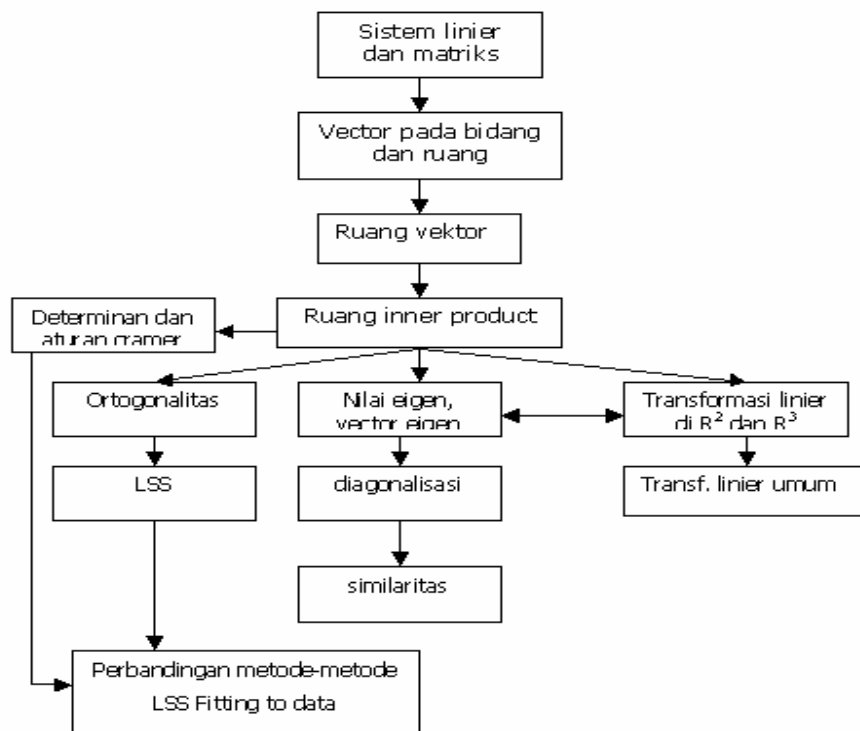 Sistem linier
dan matriks
Vector pada bidang
dan ruang
Ruang vektor
Determinan dan
aturan cramer
Ruang inner product
Ortogonalitas
Nilai eigen,
vector eigen
Transformasi linier
di R² dan R³
LSS
diagonalisasi
Transf. linier umum
similaritas
Perbandingan metode-metode
LSS Fitting to data